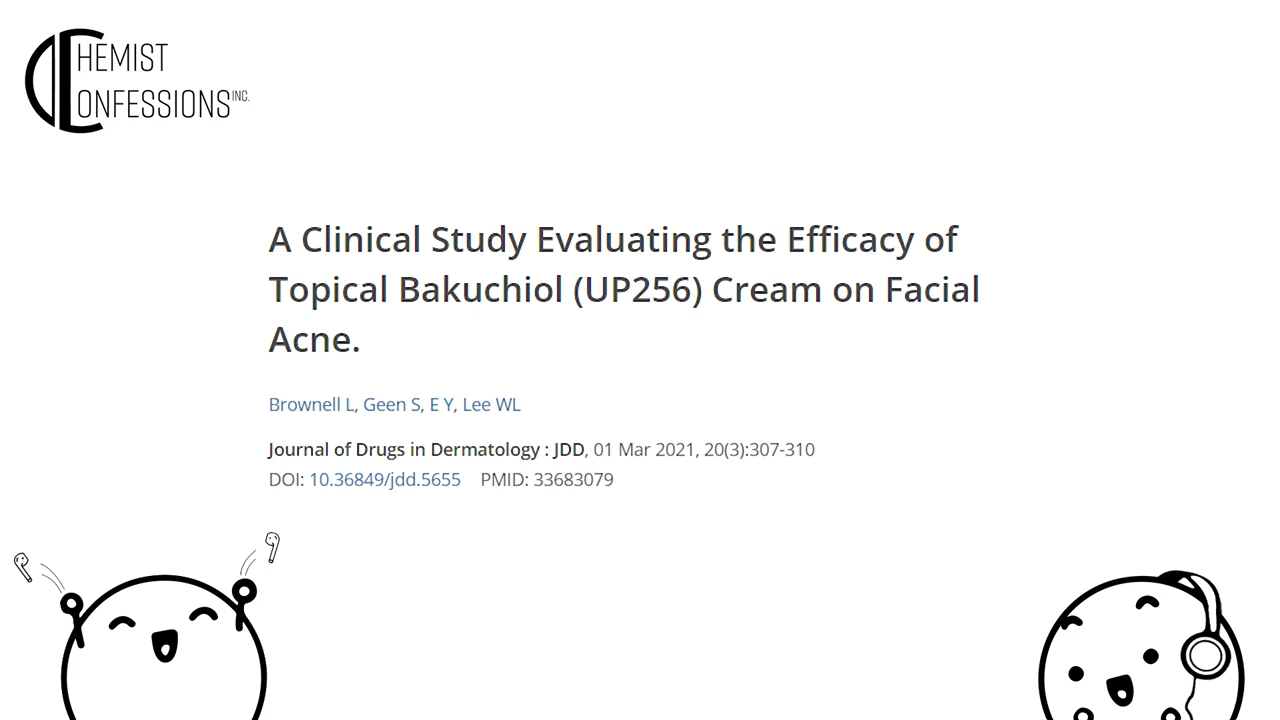 CHEMIST
CONFESSIONS INC.
A Clinical Study Evaluating the Efficacy of
Topical Bakuchiol (UP256) Cream on Facial
Acne.
Brownell L, Geen S, E Y, Lee WL
Journal of Drugs in Dermatology : JDD, 01 Mar 2021, 20(3):307-310
DOI: 10.36849/jdd.5655 PMID: 33683079